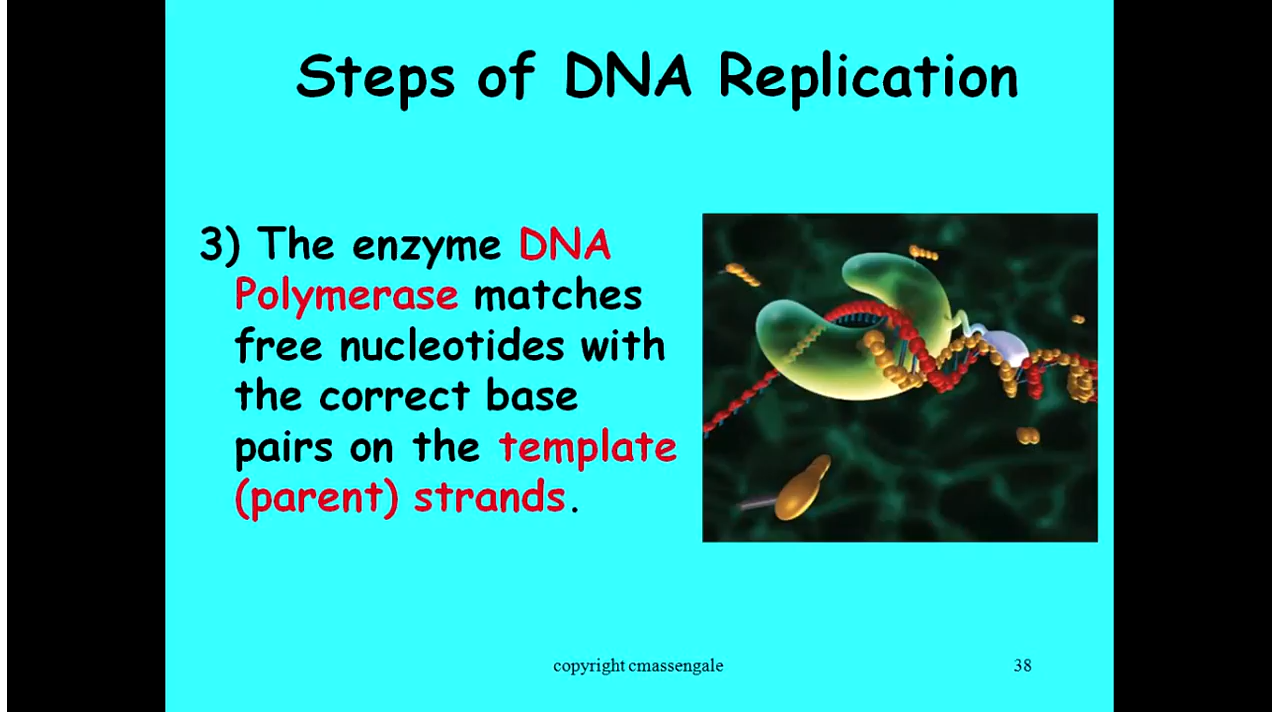 Steps of DNA Replication
3) The enzyme DNA
Polymerase matches
free nucleotides with
the correct base
pairs on the template
(parent) strands.
copyright cmassengale
38